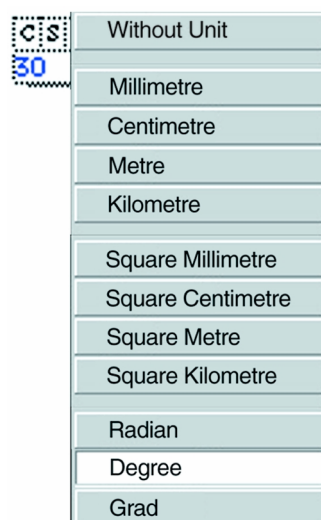 C S Without Unit
30
Millimetre
Centimetre
Metre
Kilometre
Square Millimetre
Square Centimetre
Square Metre
Square Kilometre
Radian
Degree
Grad